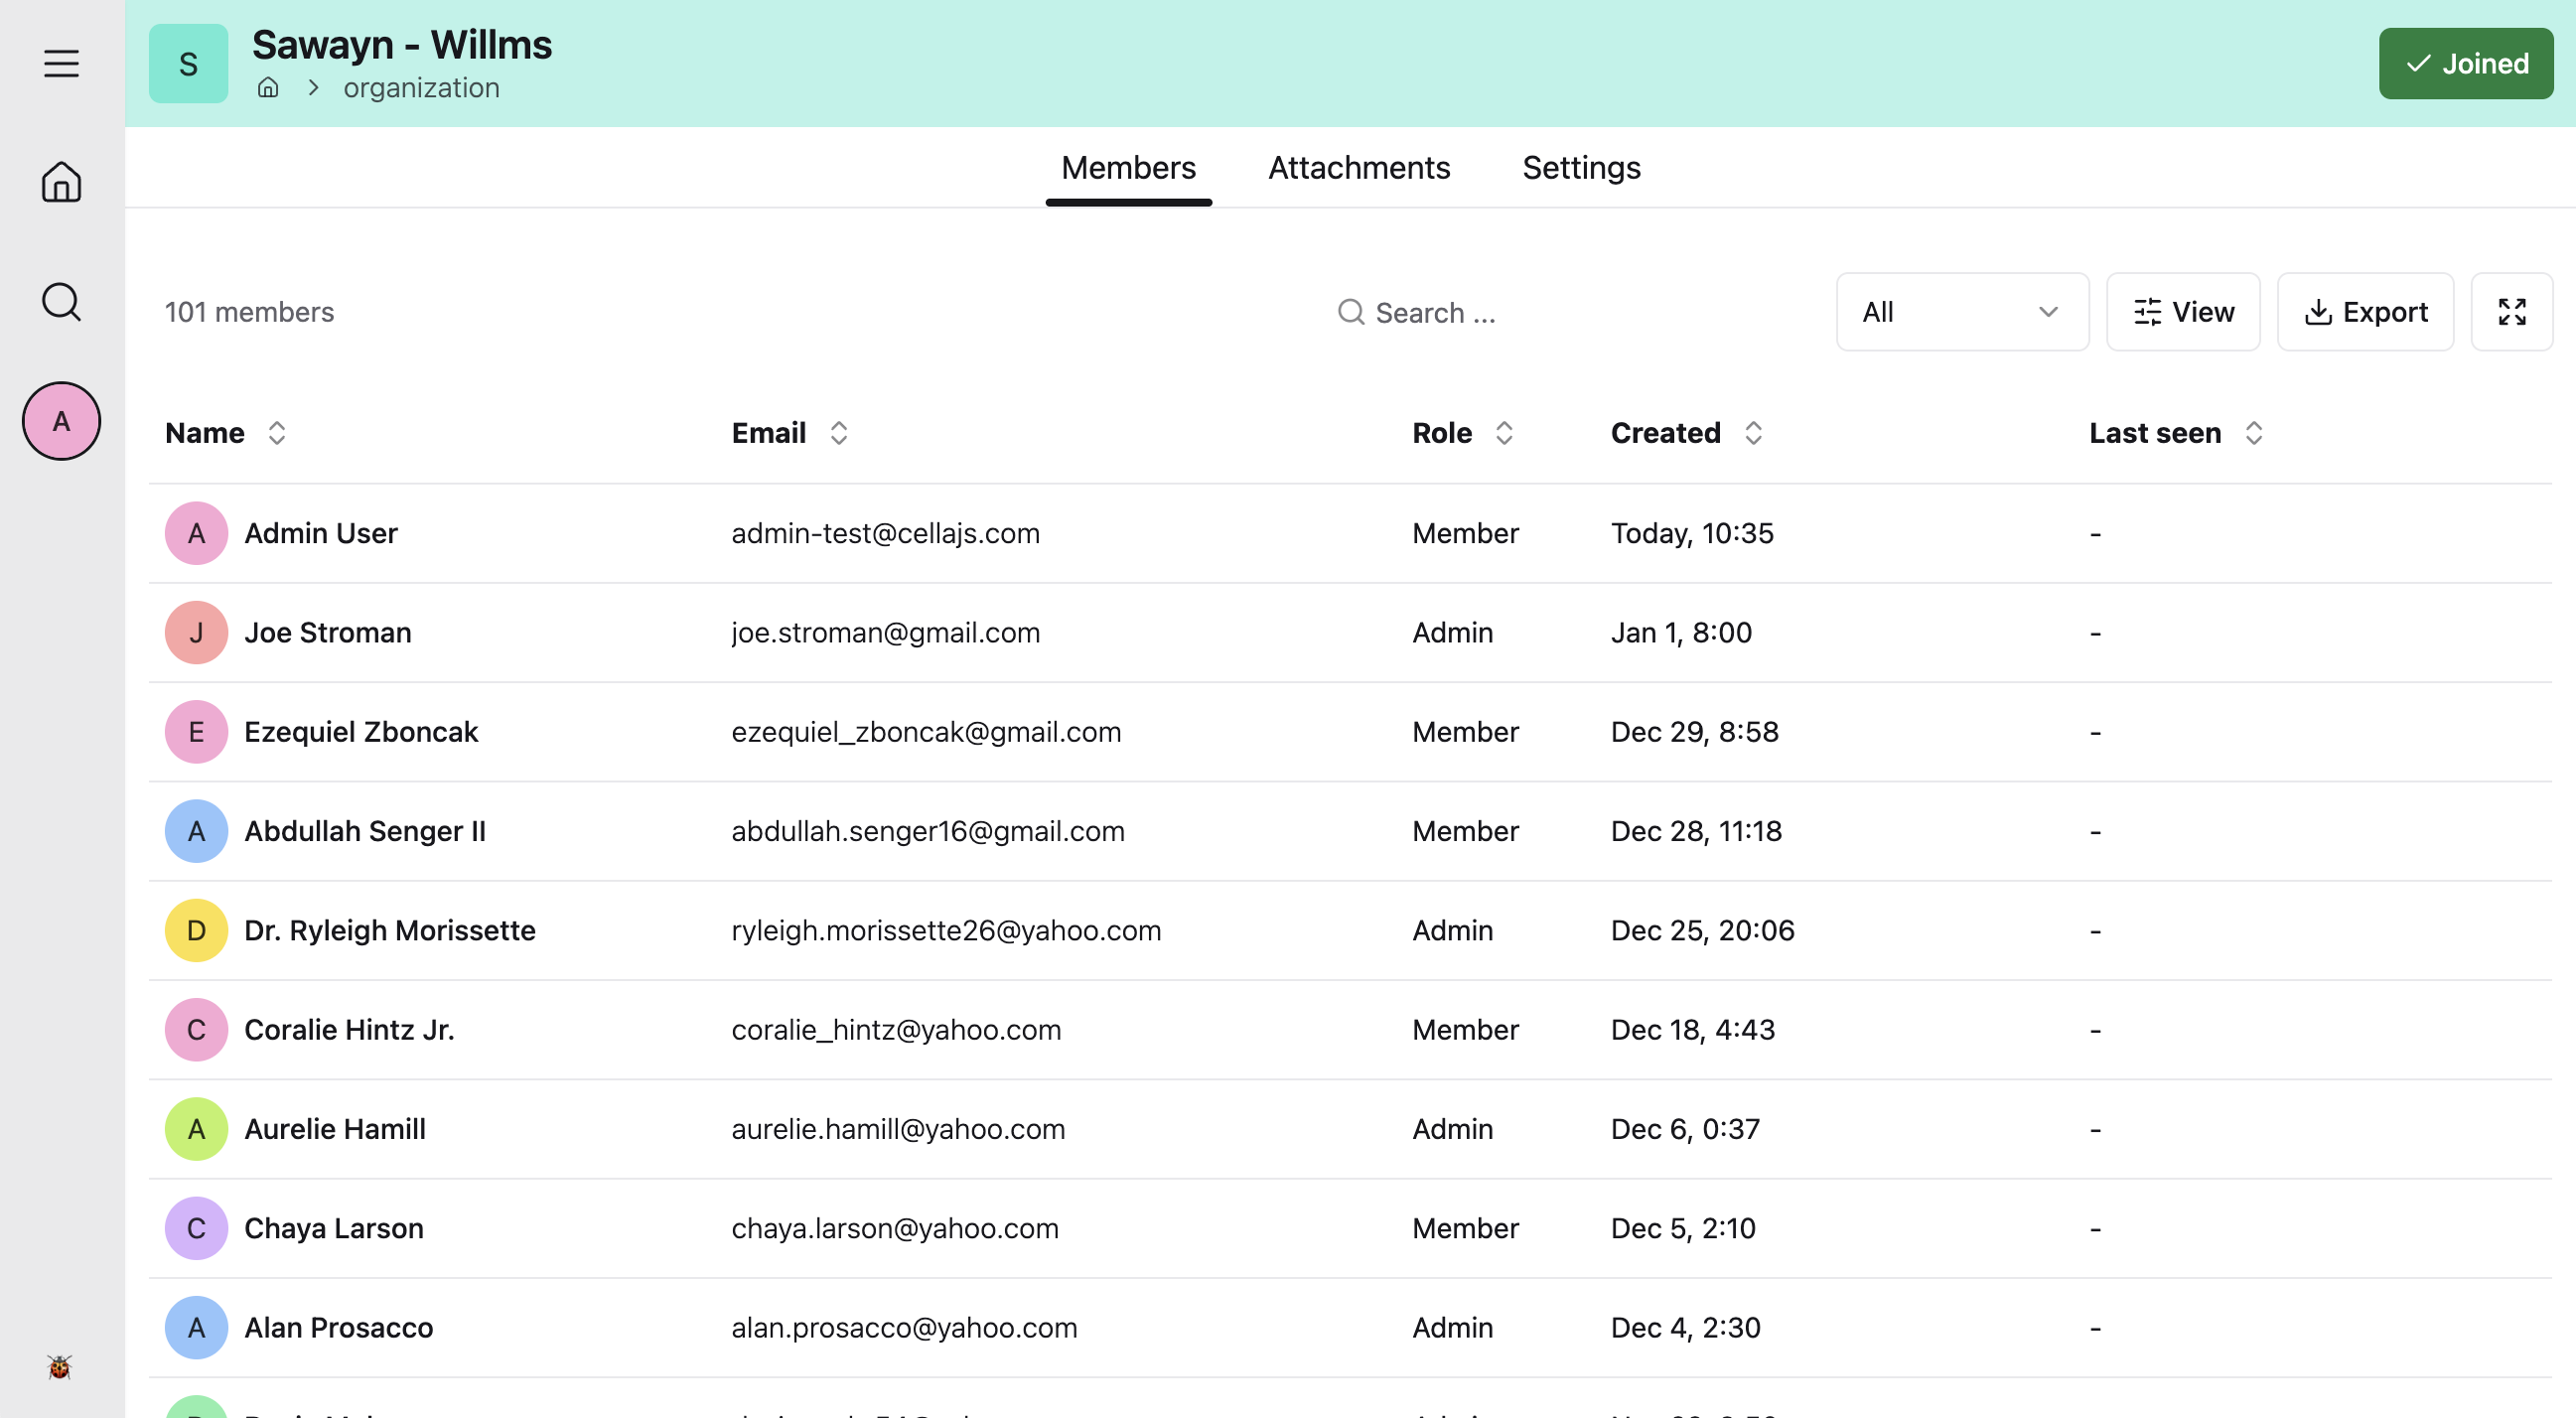 S
Sawayn - Willms
organization
Joined
Members Attachments Settings
101 members
Search ...
All
View
Export
A
Name Email Role Created Last seen
A Admin User admin-test@cellajs.com Member Today, 10:35 -
J Joe Stroman joe.stroman@gmail.com Admin Jan 1, 8:00 -
E Ezequiel Zboncak ezequiel_zboncak@gmail.com Member Dec 29, 8:58 -
A Abdullah Senger II abdullah.senger16@gmail.com Member Dec 28, 11:18 -
D Dr. Ryleigh Morissette ryleigh.morissette26@yahoo.com Admin Dec 25, 20:06 -
C Coralie Hintz Jr. coralie_hintz@yahoo.com Member Dec 18, 4:43 -
A Aurelie Hamill aurelie.hamill@yahoo.com Admin Dec 6, 0:37 -
C Chaya Larson chaya.larson@yahoo.com Member Dec 5, 2:10 -
A Alan Prosacco alan.prosacco@yahoo.com Admin Dec 4, 2:30 -